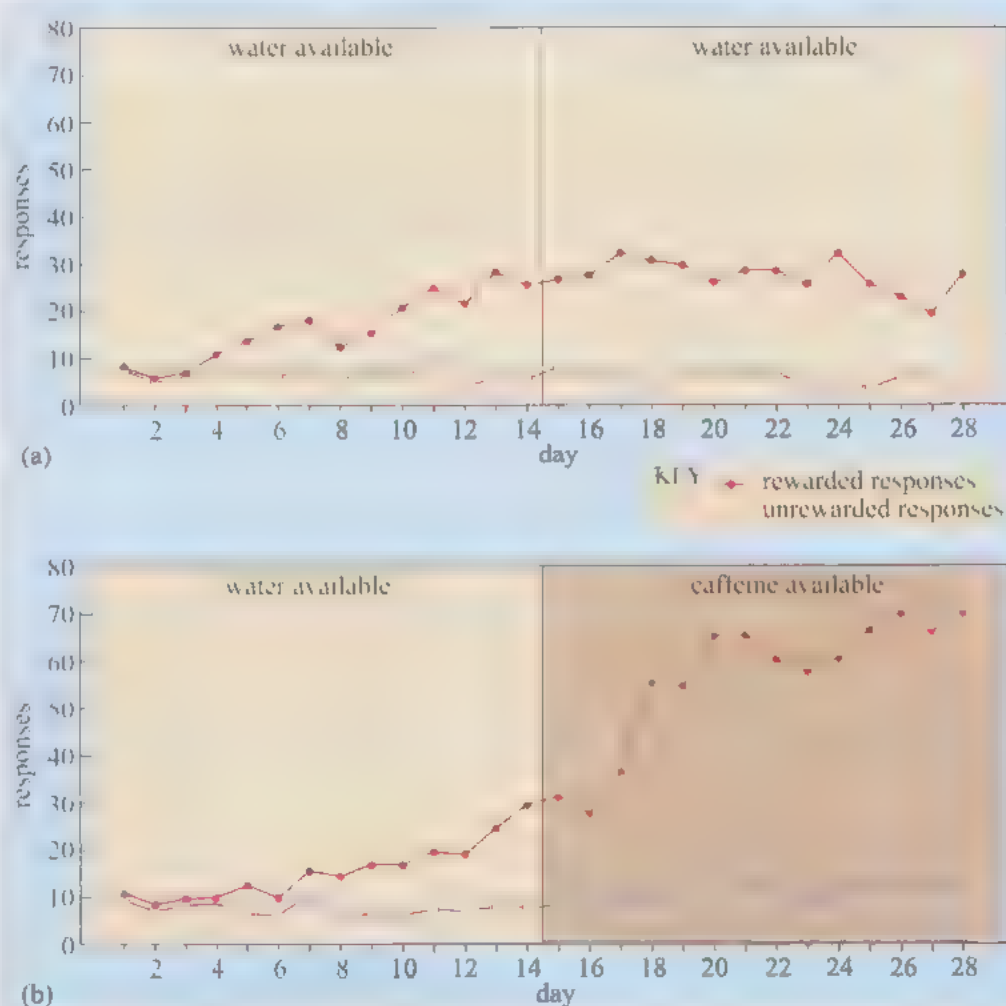 80
70
60
50
40
30
20
10
0
responses
water available
water available
2 4 6 8 10 12 14 16 18 20 22 24 26 28
day
(a)
KEY
rewarded responses
unrewarded responses
80
70
60
50
40
30
20
10
0
responses
water available
caffeine available
2 4 6 8 10 12 14 16 18 20 22 24 26 28
day
(b)